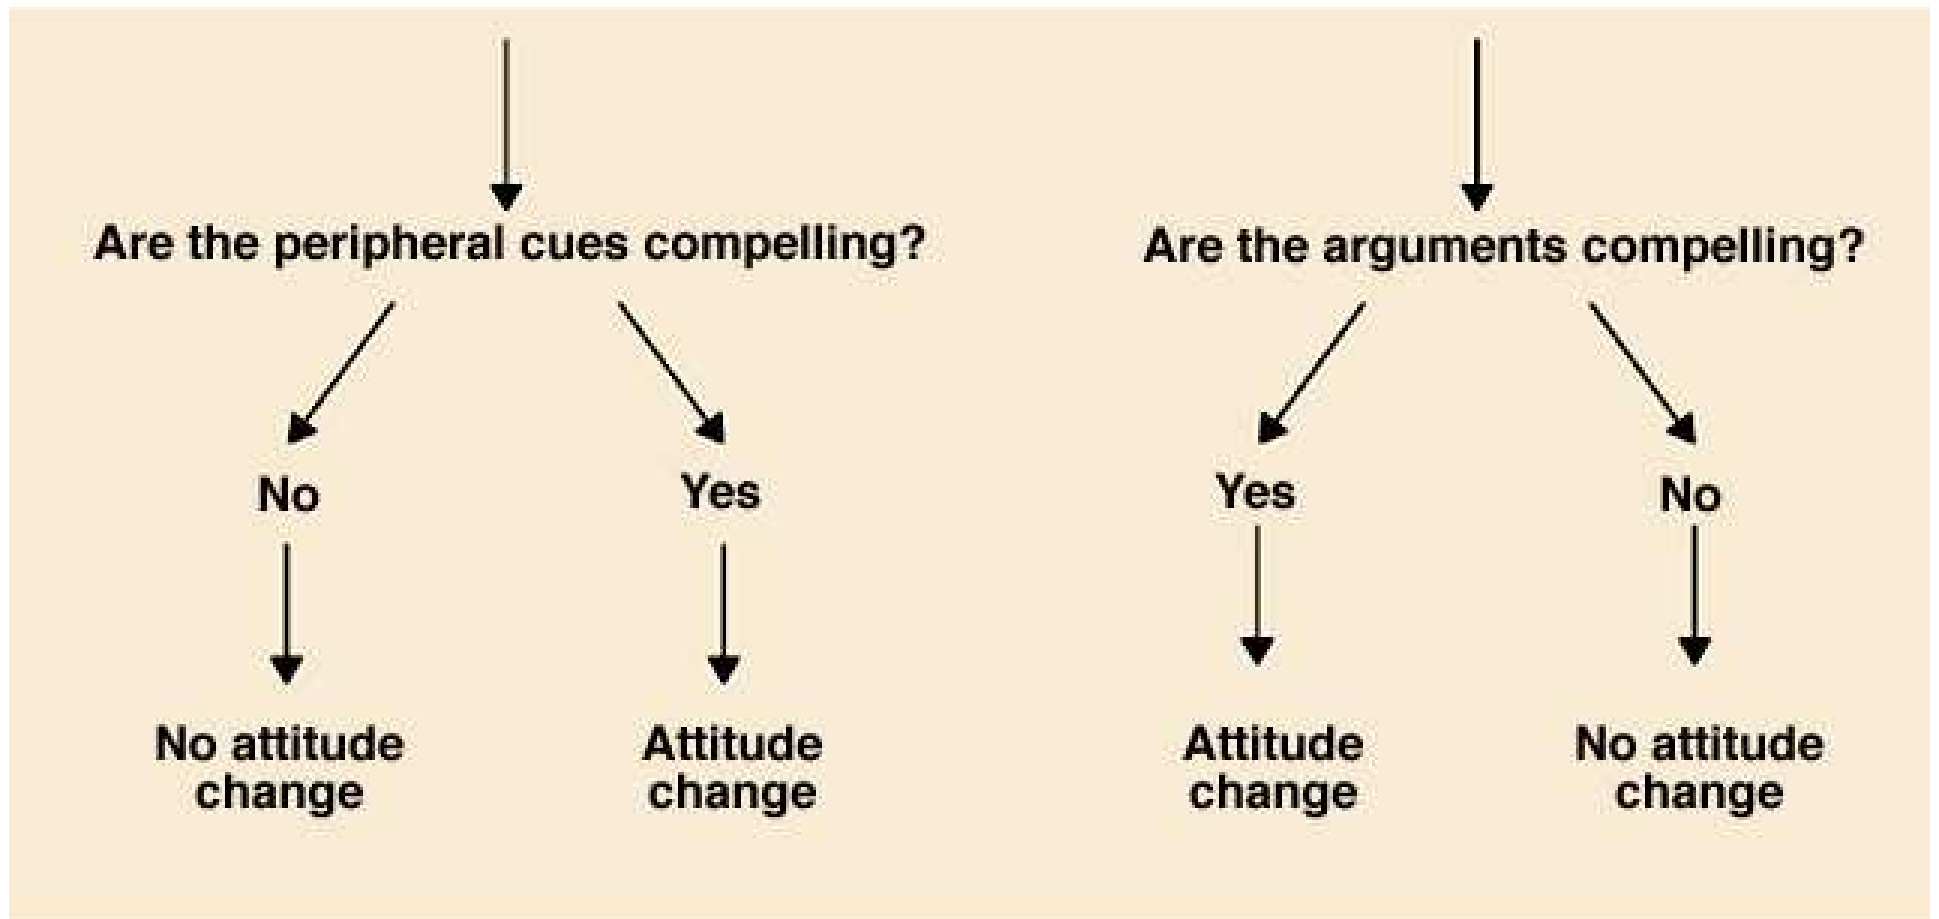 Are the peripheral cues compelling?
Are the arguments compelling?
No
Yes
Yes
No
No attitude
change
Attitude
change
Attitude
change
No attitude
change